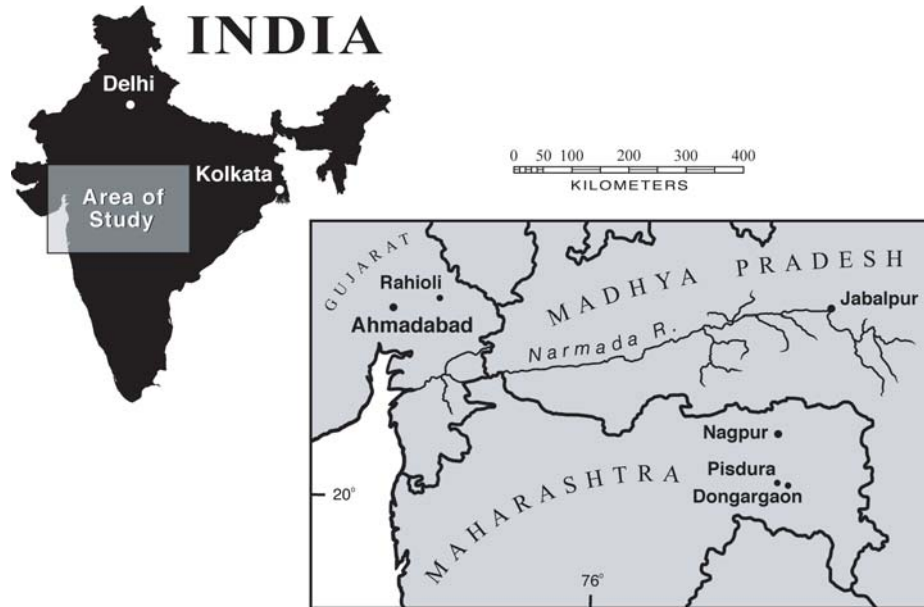 INDIA
Delhi
Kolkata
Area of
Study
0 50 100 200 300 400
KILOMETERS
GUJARAT
Rahioli
Ahmadabad
MADHYA PRADESH
Jabalpur
Narmada R.
Nagpur
Pisdura
Dongargaon
MAHARASHTRA
20°
76°